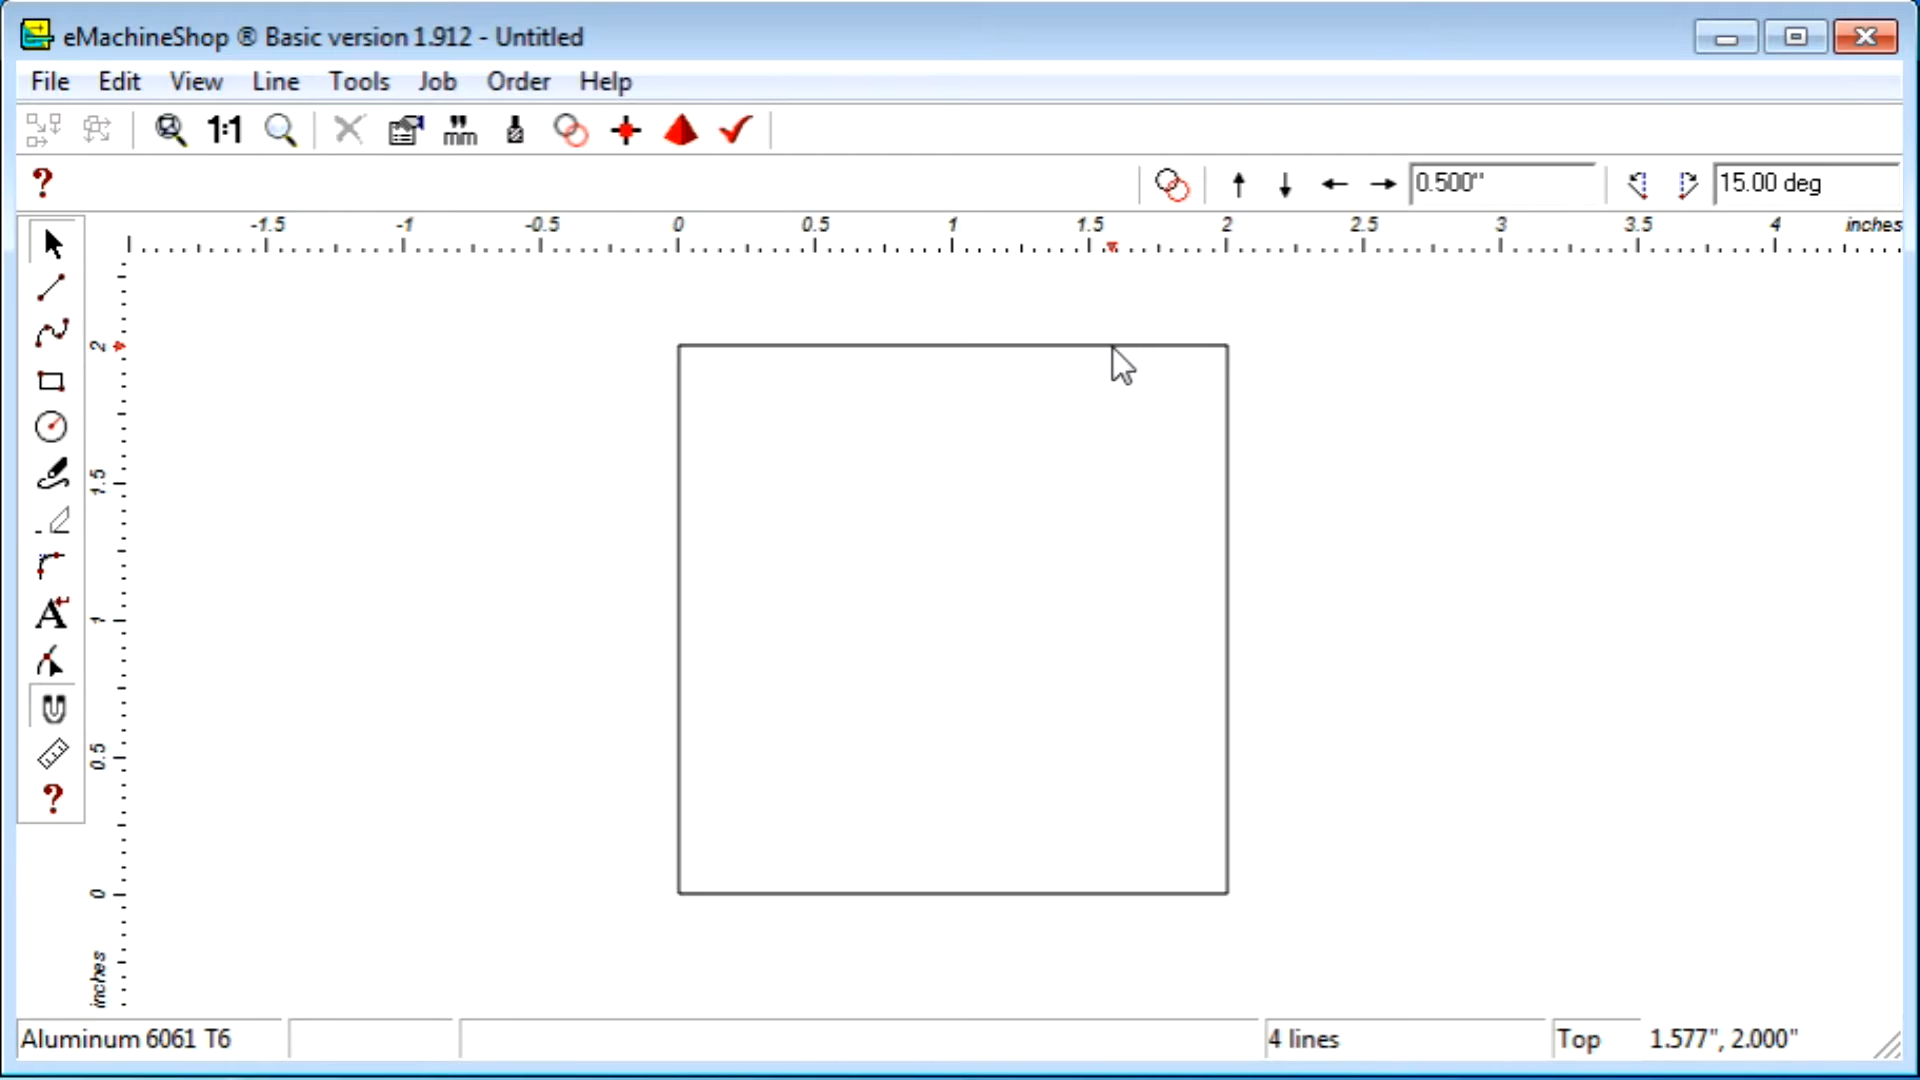 eMachineShop ® Basic version 1.912 - Untitled
File Edit View Line Tools Job Order Help
1:1 mm
? 0.500" 15.00 deg
-1.5 -1 -0.5 0 0.5 1 1.5 2 2.5 3 3.5 4 inches
2
1.5
1
0.5
0
inches
A
?
Aluminum 6061 T6 4 lines Top 1.577", 2.000"